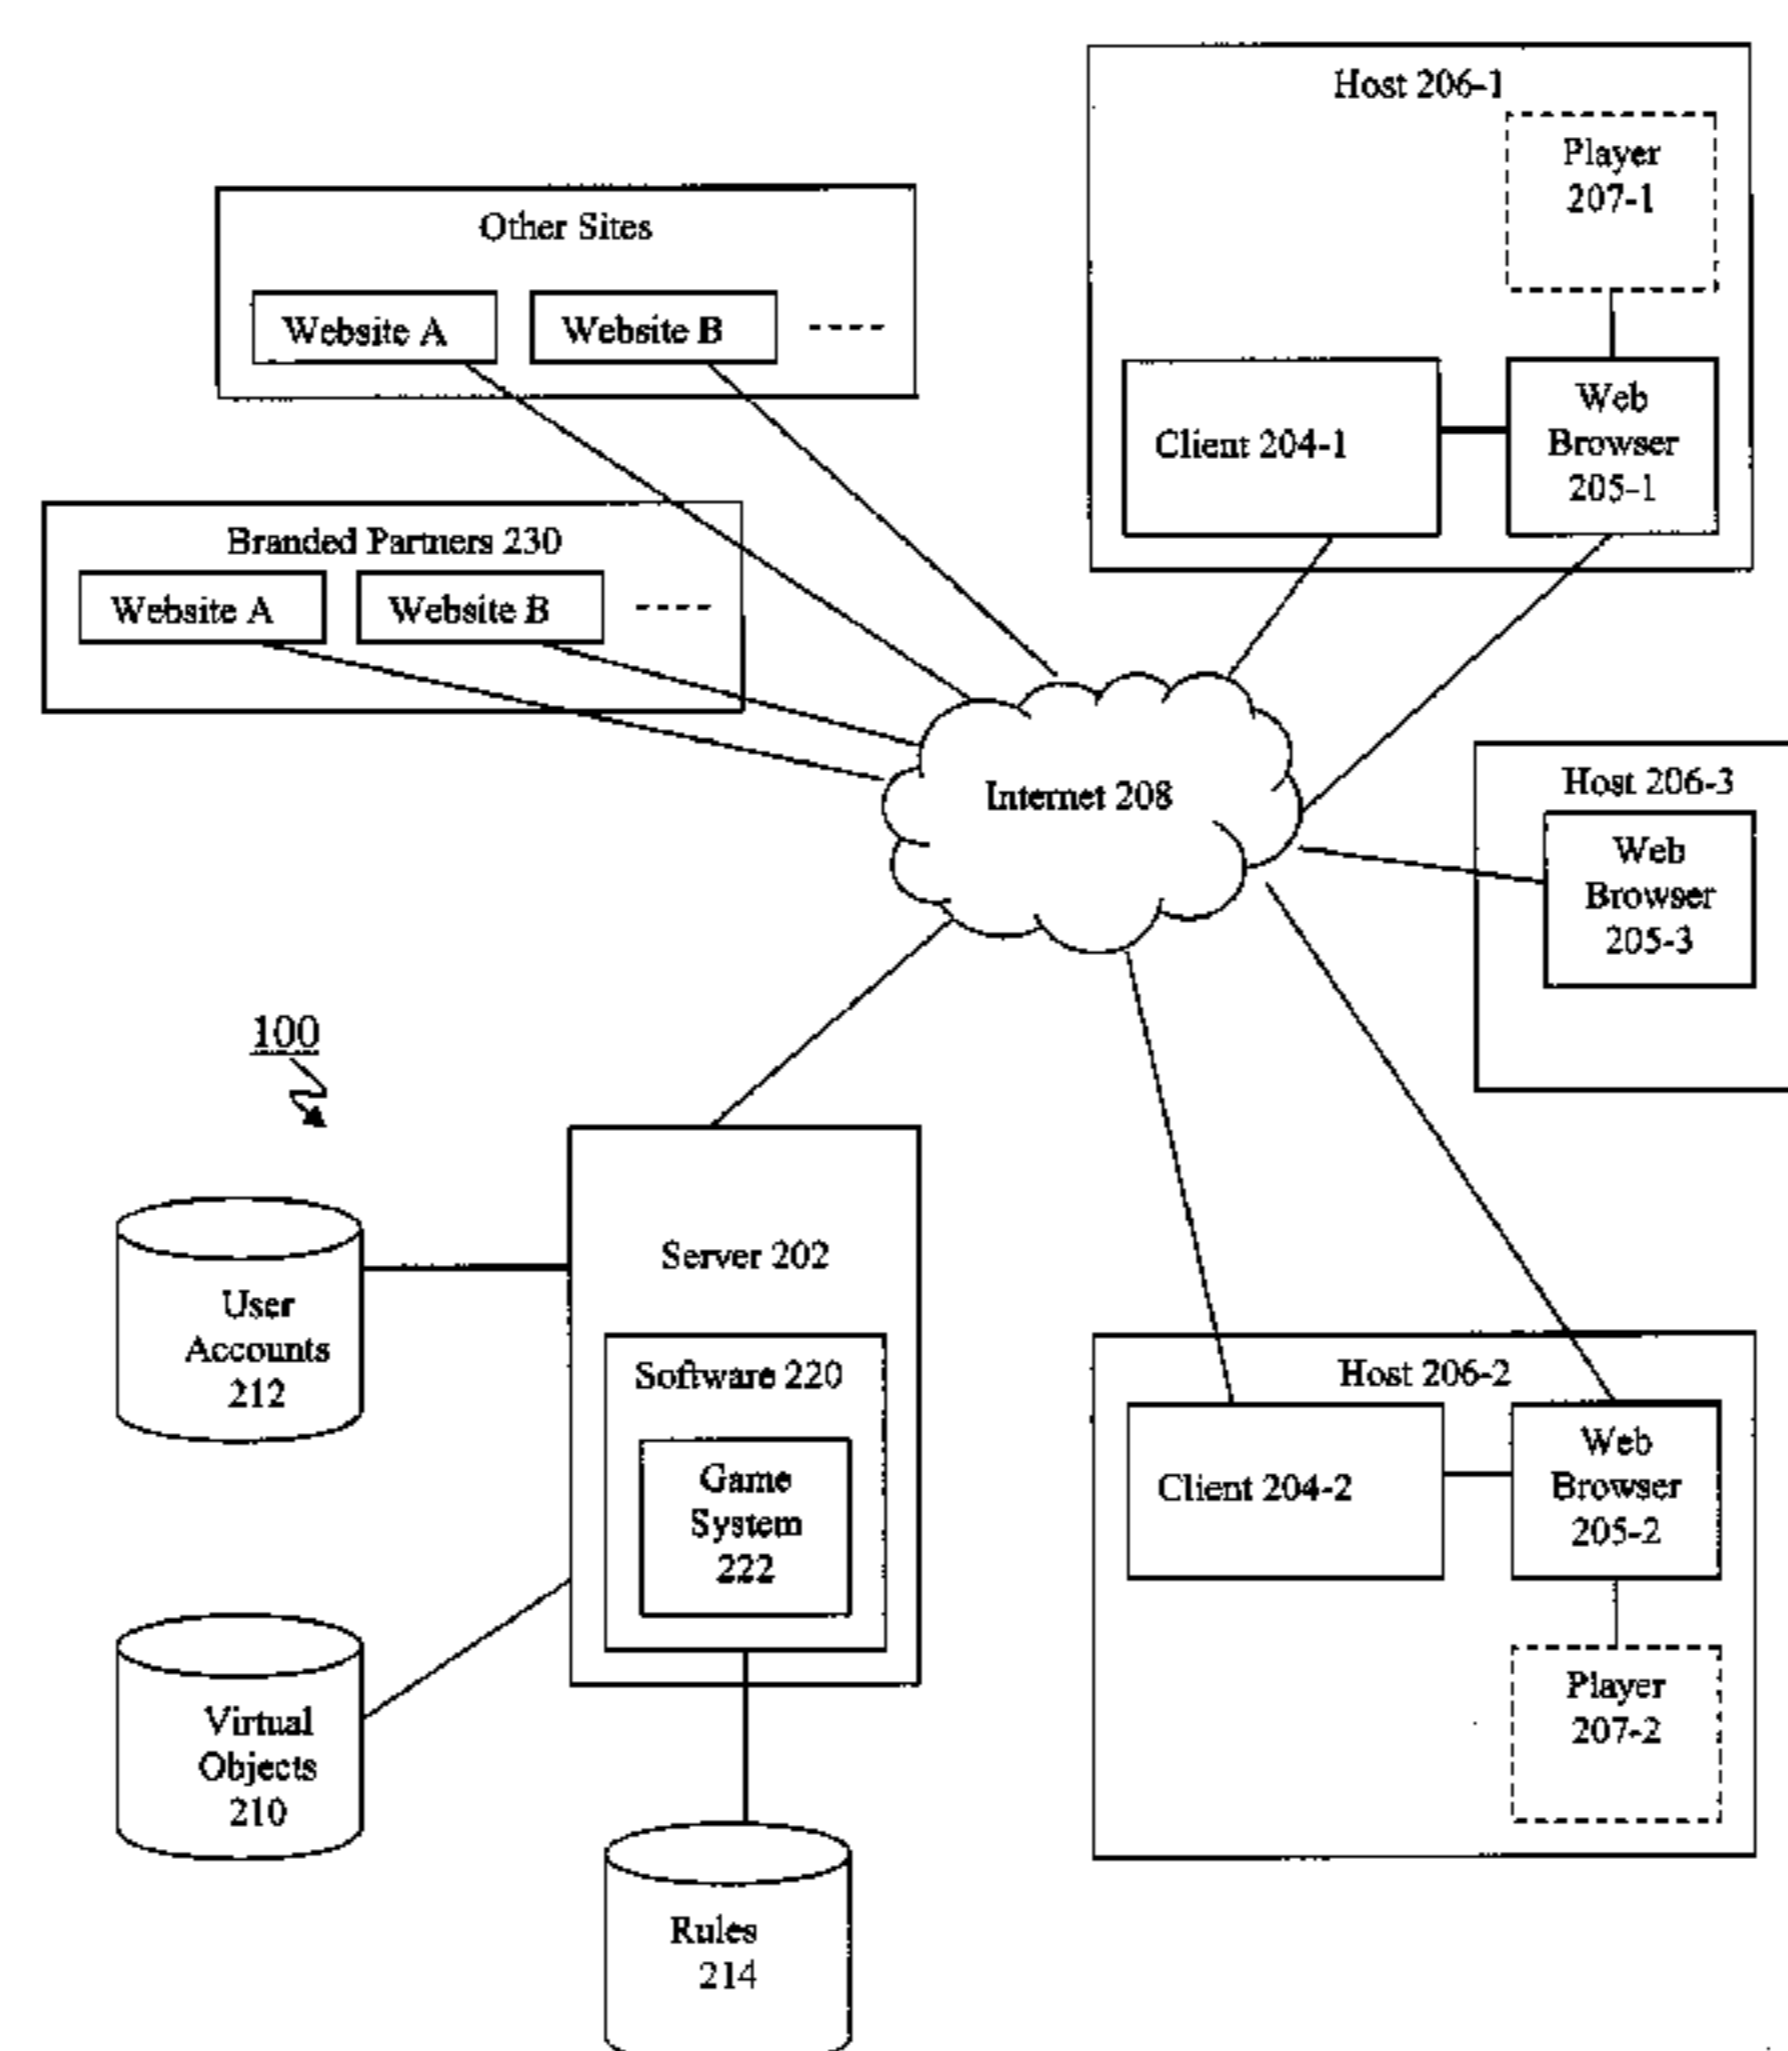 Host 206-1
Player
207-1
Other Sites
Website A
Website B
Client 204-1
Web
Browser
205-1
Branded Partners 230
Website A
Website B
Internet 208
Host 206-3
Web
Browser
205-3
100
Server 202
User
Accounts
212
Software 220
Game
System
222
Host 206-2
Client 204-2
Web
Browser
205-2
Player
207-2
Virtual
Objects
210
Rules
214